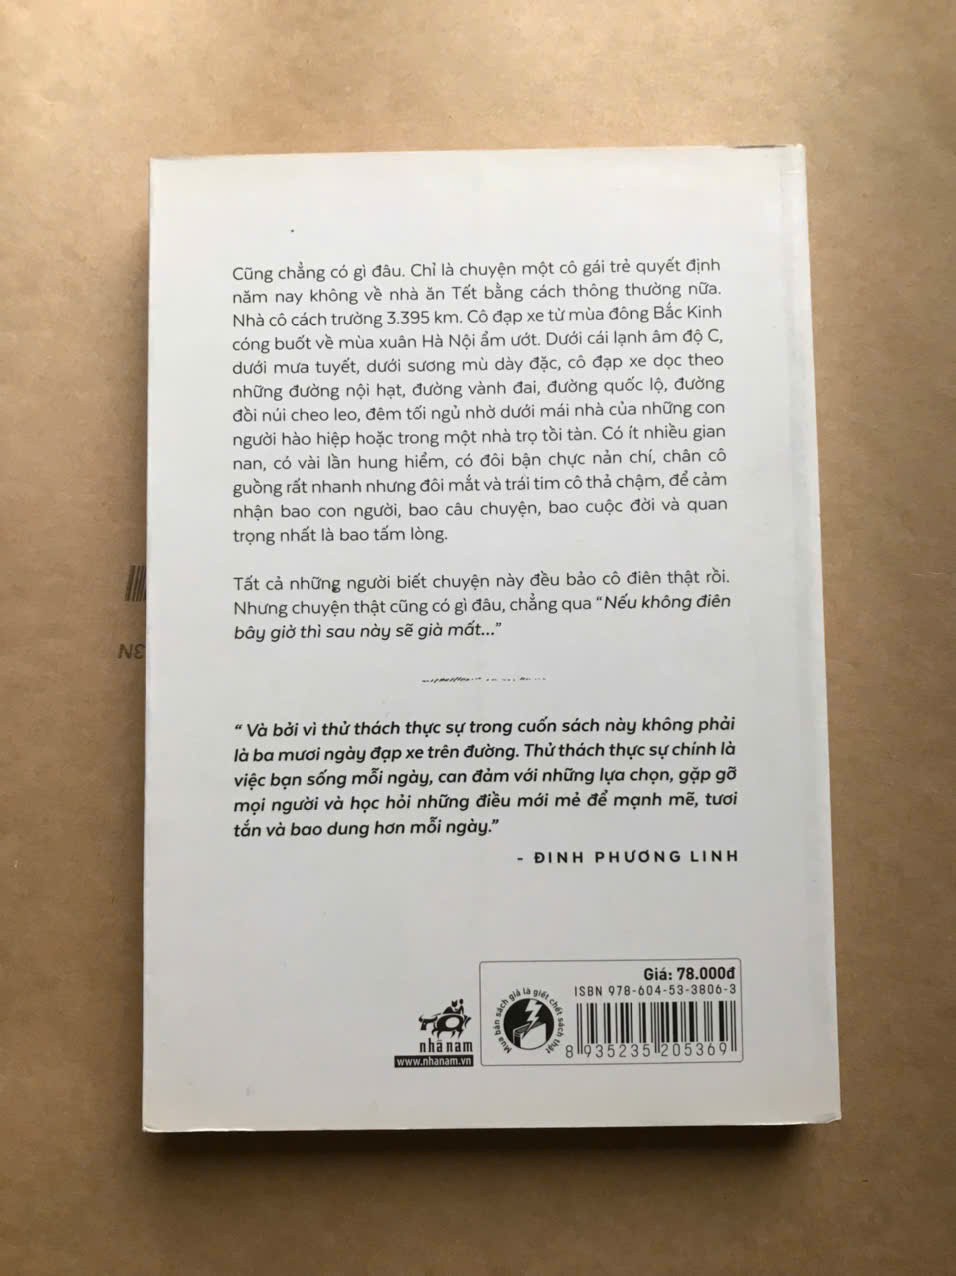 Cũng chẳng có gì đâu. Chỉ là chuyện một cô gái trẻ quyết định
năm nay không về nhà ăn Tết bằng cách thông thường nữa.
Nhà cô cách trường 3.395 km. Cô đạp xe từ mùa đông Bắc Kinh
cóng buốt về mùa xuân Hà Nội ẩm ướt. Dưới cái lạnh âm độ C,
dưới mưa tuyết, dưới sương mù dày đặc, cô đạp xe dọc theo
những đường nội hạt, đường vành đai, đường quốc lộ, đường
đồi núi cheo leo, đêm tối ngủ nhờ dưới mái nhà của những con
người hào hiệp hoặc trong một nhà trọ tồi tàn. Có ít nhiều gian
nan, có vài lần hung hiểm, có đôi bận chực nản chí, chân cô
guồng rất nhanh nhưng đôi mắt và trái tim cô thả chậm, để cảm
nhận bao con người, bao câu chuyện, bao cuộc đời và quan
trọng nhất là bao tấm lòng.
Tất cả những người biết chuyện này đều bảo cô điên thật rồi.
Nhưng chuyện thật cũng có gì đâu, chẳng qua “Nếu không điên
bây giờ thì sau này sẽ già mất...”
“ Và bởi vì thử thách thực sự trong cuốn sách này không phải
là ba mươi ngày đạp xe trên đường. Thử thách thực sự chính là
việc bạn sống mỗi ngày, can đảm với những lựa chọn, gặp gỡ
mọi người và học hỏi những điều mới mẻ để mạnh mẽ, tươi
tắn và bao dung hơn mỗi ngày.”
- ĐINH PHƯƠNG LINH
Giá: 78.000đ
ISBN 978-604-53-3806-3
Mua bán sách giả là giết chết sách thật
8 935235 205369
nhã nam
www.nhanam.vn